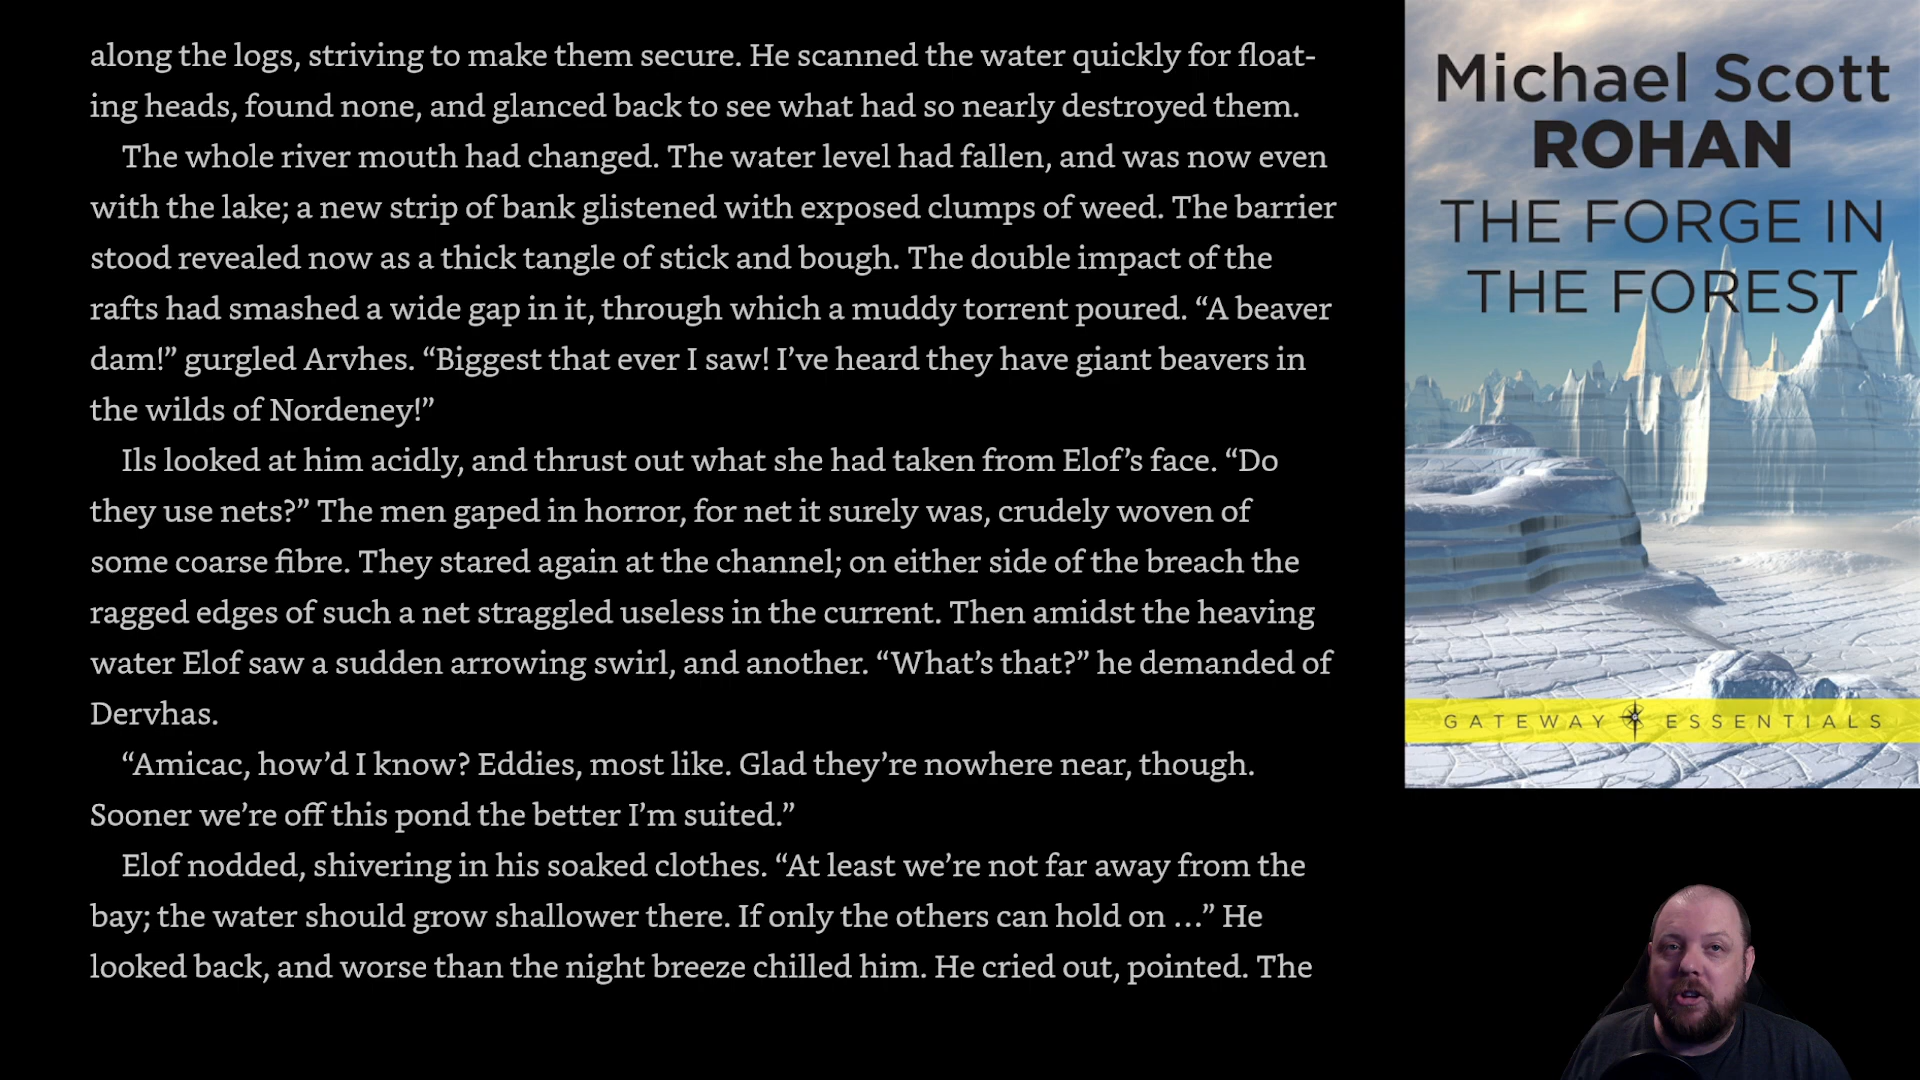 along the logs, striving to make them secure. He scanned the water quickly for float-
ing heads, found none, and glanced back to see what had so nearly destroyed them.
The whole river mouth had changed. The water level had fallen, and was now even
with the lake; a new strip of bank glistened with exposed clumps of weed. The barrier
stood revealed now as a thick tangle of stick and bough. The double impact of the
rafts had smashed a wide gap in it, through which a muddy torrent poured. “A beaver
dam!” gurgled Arvhes. “Biggest that ever I saw! I’ve heard they have giant beavers in
the wilds of Nordeney!”
Ils looked at him acidly, and thrust out what she had taken from Elof’s face. “Do
they use nets?” The men gaped in horror, for net it surely was, crudely woven of
some coarse fibre. They stared again at the channel; on either side of the breach the
ragged edges of such a net straggled useless in the current. Then amidst the heaving
water Elof saw a sudden arrowing swirl, and another. “What’s that?” he demanded of
Dervhas.
“Amicac, how’d I know? Eddies, most like. Glad they’re nowhere near, though.
Sooner we’re off this pond the better I’m suited.”
Elof nodded, shivering in his soaked clothes. “At least we’re not far away from the
bay; the water should grow shallower there. If only the others can hold on …” He
looked back, and worse than the night breeze chilled him. He cried out, pointed. The
Michael Scott
ROHAN
THE FORGE IN
THE FOREST
GATEWAY ESSENTIALS